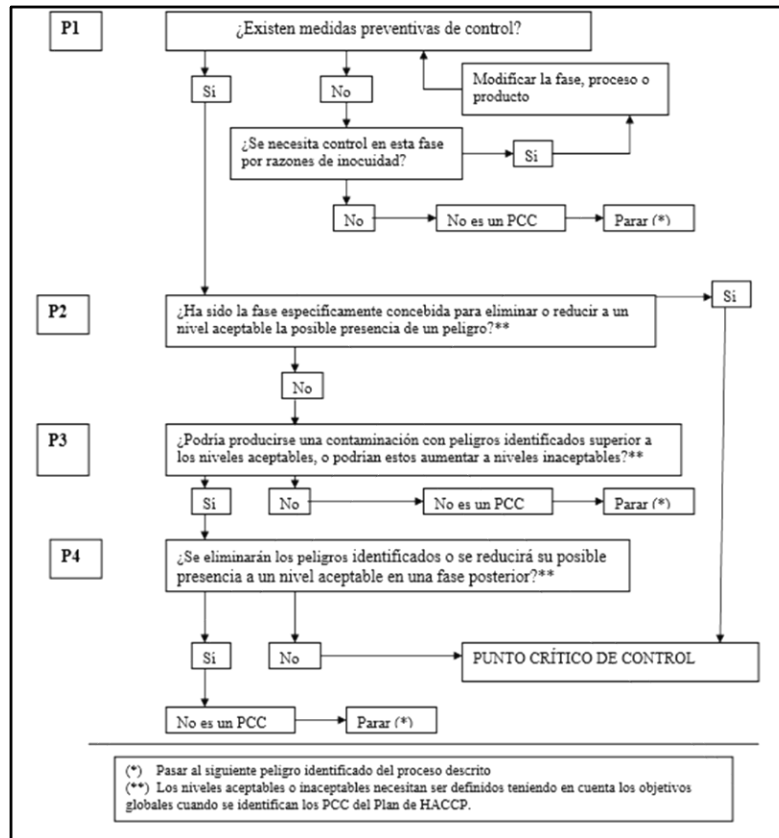 P1
¿Existen medidas preventivas de control?
Si
No
Modificar la fase, proceso o
producto
¿Se necesita control en esta fase
por razones de inocuidad?
Si
No
No es un PCC
Parar (*)
P2
¿Ha sido la fase especificamente concebida para eliminar o reducir a un
nivel aceptable la posible presencia de un peligro?**
Si
No
P3
¿Podría producirse una contaminación con peligros identificados superior a
los niveles aceptables, o podrían estos aumentar a niveles inaceptables?**
Si
No
No es un PCC
Parar (*)
P4
¿Se eliminarán los peligros identificados o se reducirá su posible
presencia a un nivel aceptable en una fase posterior?**
Si
No
PUNTO CRÍTICO DE CONTROL
No es un PCC
Parar (*)
(*) Pasar al siguiente peligro identificado del proceso descrito
(**) Los niveles aceptables o inaceptables necesitan ser definidos teniendo en cuenta los objetivos
globales cuando se identifican los PCC del Plan de HACCP.